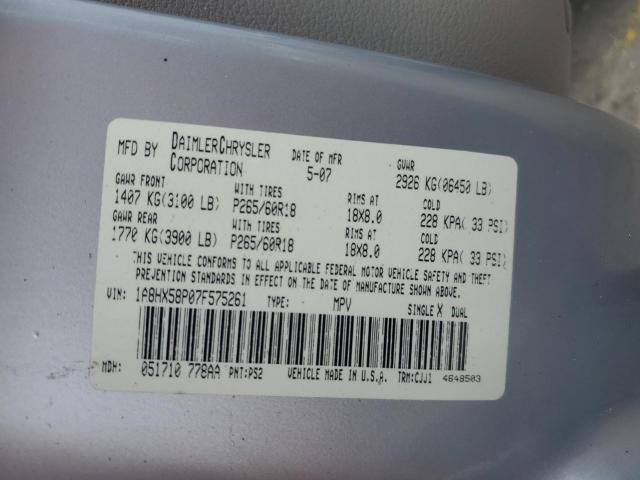 MFD BY DAIMLERCHRYSLER CORPORATION DATE OF MFR 5-07 GVWR 2926 KG(06450 LB)
GAWR FRONT WITH TIRES RIMS AT COLD
1407 KG(3100 LB) P265/60R18 18X8.0 228 KPA( 33 PSI)
GAWR REAR WITH TIRES RIMS AT COLD
1770 KG(3900 LB) P265/60R18 18X8.0 228 KPA( 33 PSI)
THIS VEHICLE CONFORMS TO ALL APPLICABLE FEDERAL MOTOR VEHICLE SAFETY AND THEFT
PREVENTION STANDARDS IN EFFECT ON THE DATE OF MANUFACTURE SHOWN ABOVE.
VIN: 1A8HX58P07F575261 TYPE: MPV SINGLE X DUAL
MDH: 051710 778AA PNT:PS2 VEHICLE MADE IN U.S.A. TRM:CJJ1 4648503